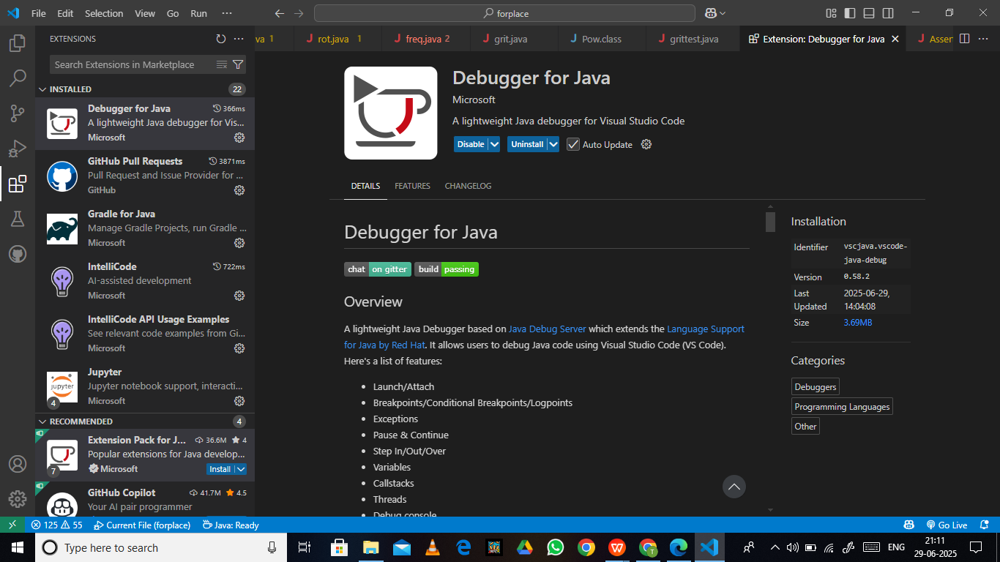 File Edit Selection View Go Run ···
forplace
EXTENSIONS
Search Extensions in Marketplace
INSTALLED 22
Debugger for Java 366ms
A lightweight Java debugger for Vis...
Microsoft
GitHub Pull Requests 3871ms
Pull Request and Issue Provider for ...
GitHub
Gradle for Java
Manage Gradle Projects, run Gradle ...
Microsoft
IntelliCode 722ms
AI-assisted development
Microsoft
IntelliCode API Usage Examples
See relevant code examples from Gi...
Microsoft
Jupyter
jupyter
Jupyter notebook support, interacti...
Microsoft
4
RECOMMENDED 4
Extension Pack for J... 36.6M 4
Popular extensions for Java develop...
Microsoft Install
7
GitHub Copilot 41.7M 4.5
Your AI pair programmer
va 1 J rot.java 1 J freq.java 2 J grit.java J Pow.class J grittest.java Extension: Debugger for Java J Assen
Debugger for Java
Microsoft
A lightweight Java debugger for Visual Studio Code
Disable Uninstall Auto Update
DETAILS FEATURES CHANGELOG
Debugger for Java
chat on gitter build passing
Overview
A lightweight Java Debugger based on Java Debug Server which extends the Language Support
for Java by Red Hat. It allows users to debug Java code using Visual Studio Code (VS Code).
Here's a list of features:
• Launch/Attach
• Breakpoints/Conditional Breakpoints/Logpoints
• Exceptions
• Pause & Continue
• Step In/Out/Over
• Variables
• Callstacks
• Threads
• Debug console
Installation
Identifier vscjava.vscode-
java-debug
Version 0.58.2
Last 2025-06-29,
Updated 14:04:08
Size 3.69MB
Categories
Debuggers
Programming Languages
Other
125 55 Current File (forplace) Java: Ready Go Live
Type here to search
W
T
ENG
21:11
29-06-2025